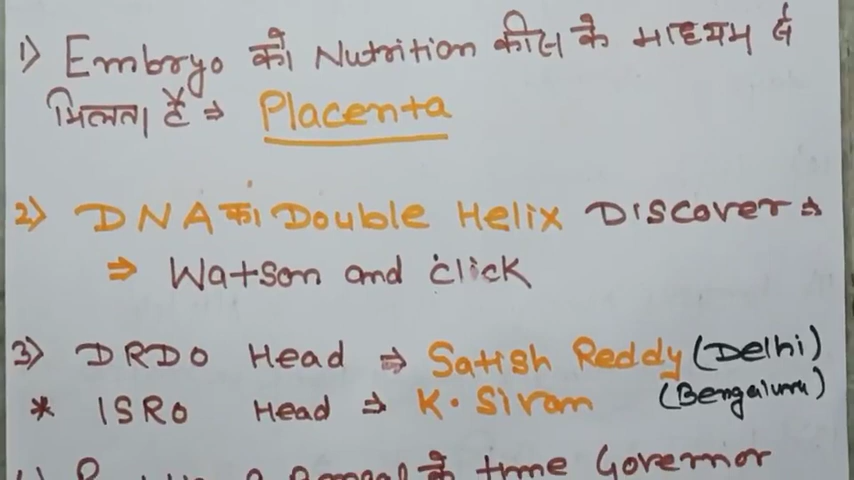 1) Embryo को Nutrition कीस के माध्यम से
मिलता है ⇒ Placenta
2) DNA का Double Helix Discover ⇒
⇒ Watson and click
3) DRDO Head ⇒ Satish Reddy (Delhi)
* ISRO Head ⇒ K. Sivam (Bengaluru)
के time Governor